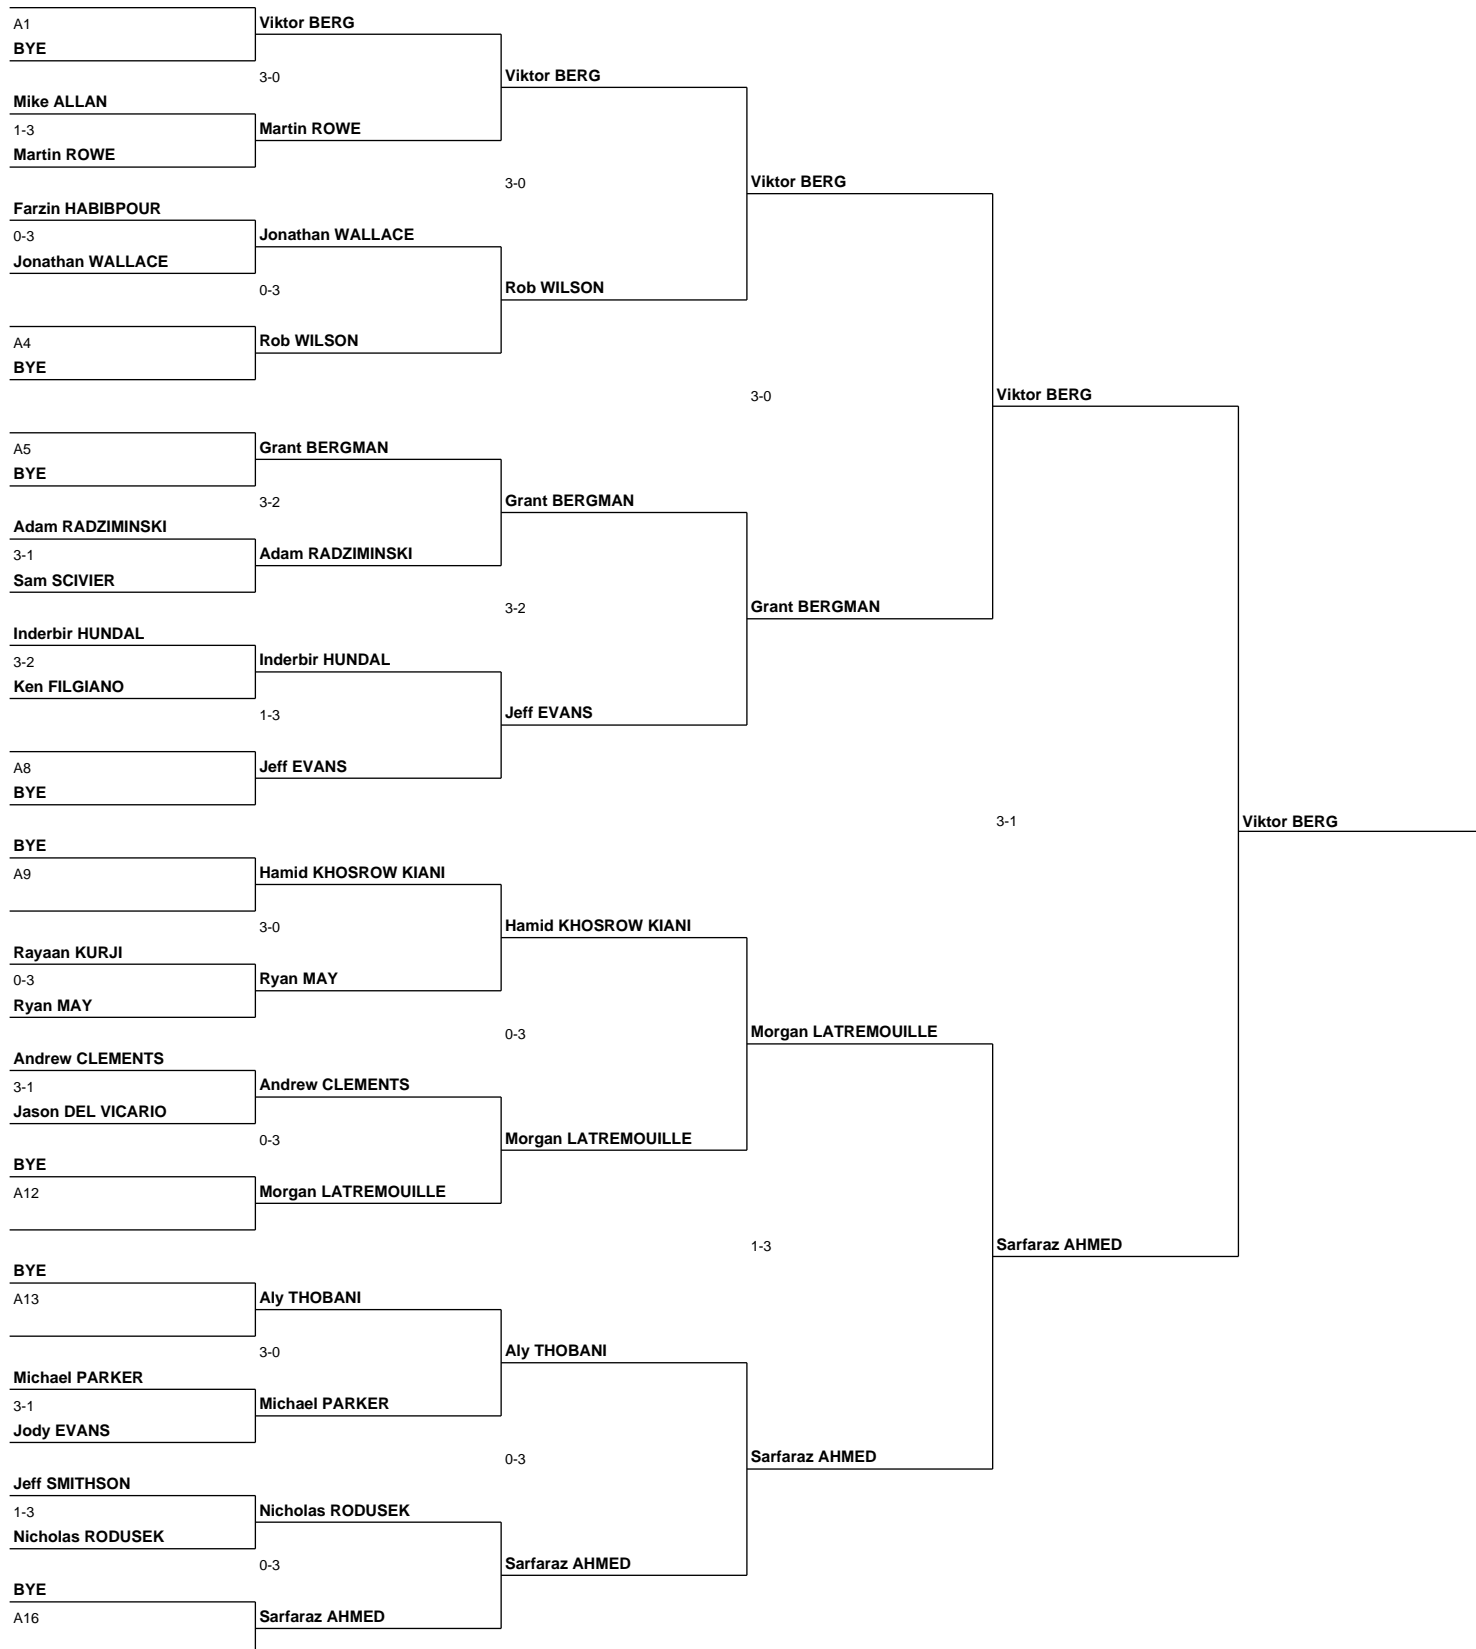 A1
BYE
Mike ALLAN
1-3
Martin ROWE
Farzin HABIBPOUR
0-3
Jonathan WALLACE
A4
BYE
A5
BYE
Adam RADZIMINSKI
3-1
Sam SCIVIER
Inderbir HUNDAL
3-2
Ken FILGIANO
A8
BYE
BYE
A9
Rayaan KURJI
0-3
Ryan MAY
Andrew CLEMENTS
3-1
Jason DEL VICARIO
BYE
A12
BYE
A13
Michael PARKER
3-1
Jody EVANS
Jeff SMITHSON
1-3
Nicholas RODUSEK
BYE
A16
Viktor BERG
3-0
Martin ROWE
Jonathan WALLACE
0-3
Rob WILSON
Grant BERGMAN
3-2
Adam RADZIMINSKI
Inderbir HUNDAL
1-3
Jeff EVANS
Hamid KHOSROW KIANI
3-0
Ryan MAY
Andrew CLEMENTS
0-3
Morgan LATREMOUILLE
Aly THOBANI
3-0
Michael PARKER
Nicholas RODUSEK
0-3
Sarfaraz AHMED
Viktor BERG
3-0
Rob WILSON
Grant BERGMAN
3-2
Jeff EVANS
Hamid KHOSROW KIANI
0-3
Morgan LATREMOUILLE
Aly THOBANI
0-3
Sarfaraz AHMED
Viktor BERG
3-0
Grant BERGMAN
Morgan LATREMOUILLE
1-3
Sarfaraz AHMED
Viktor BERG
3-1
Sarfaraz AHMED
Viktor BERG